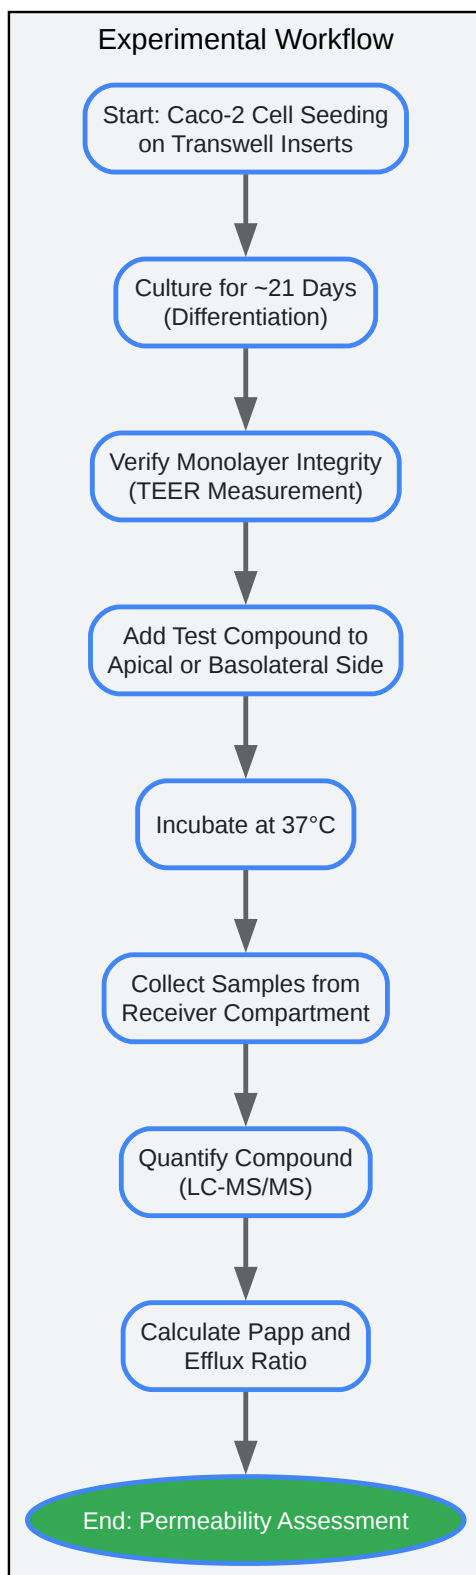 Experimental Workflow
Start: Caco-2 Cell Seeding
on Transwell Inserts
Culture for ~21 Days
(Differentiation)
Verify Monolayer Integrity
(TEER Measurement)
Add Test Compound to
Apical or Basolateral Side
Incubate at 37°C
Collect Samples from
Receiver Compartment
Quantify Compound
(LC-MS/MS)
Calculate Papp and
Efflux Ratio
End: Permeability Assessment